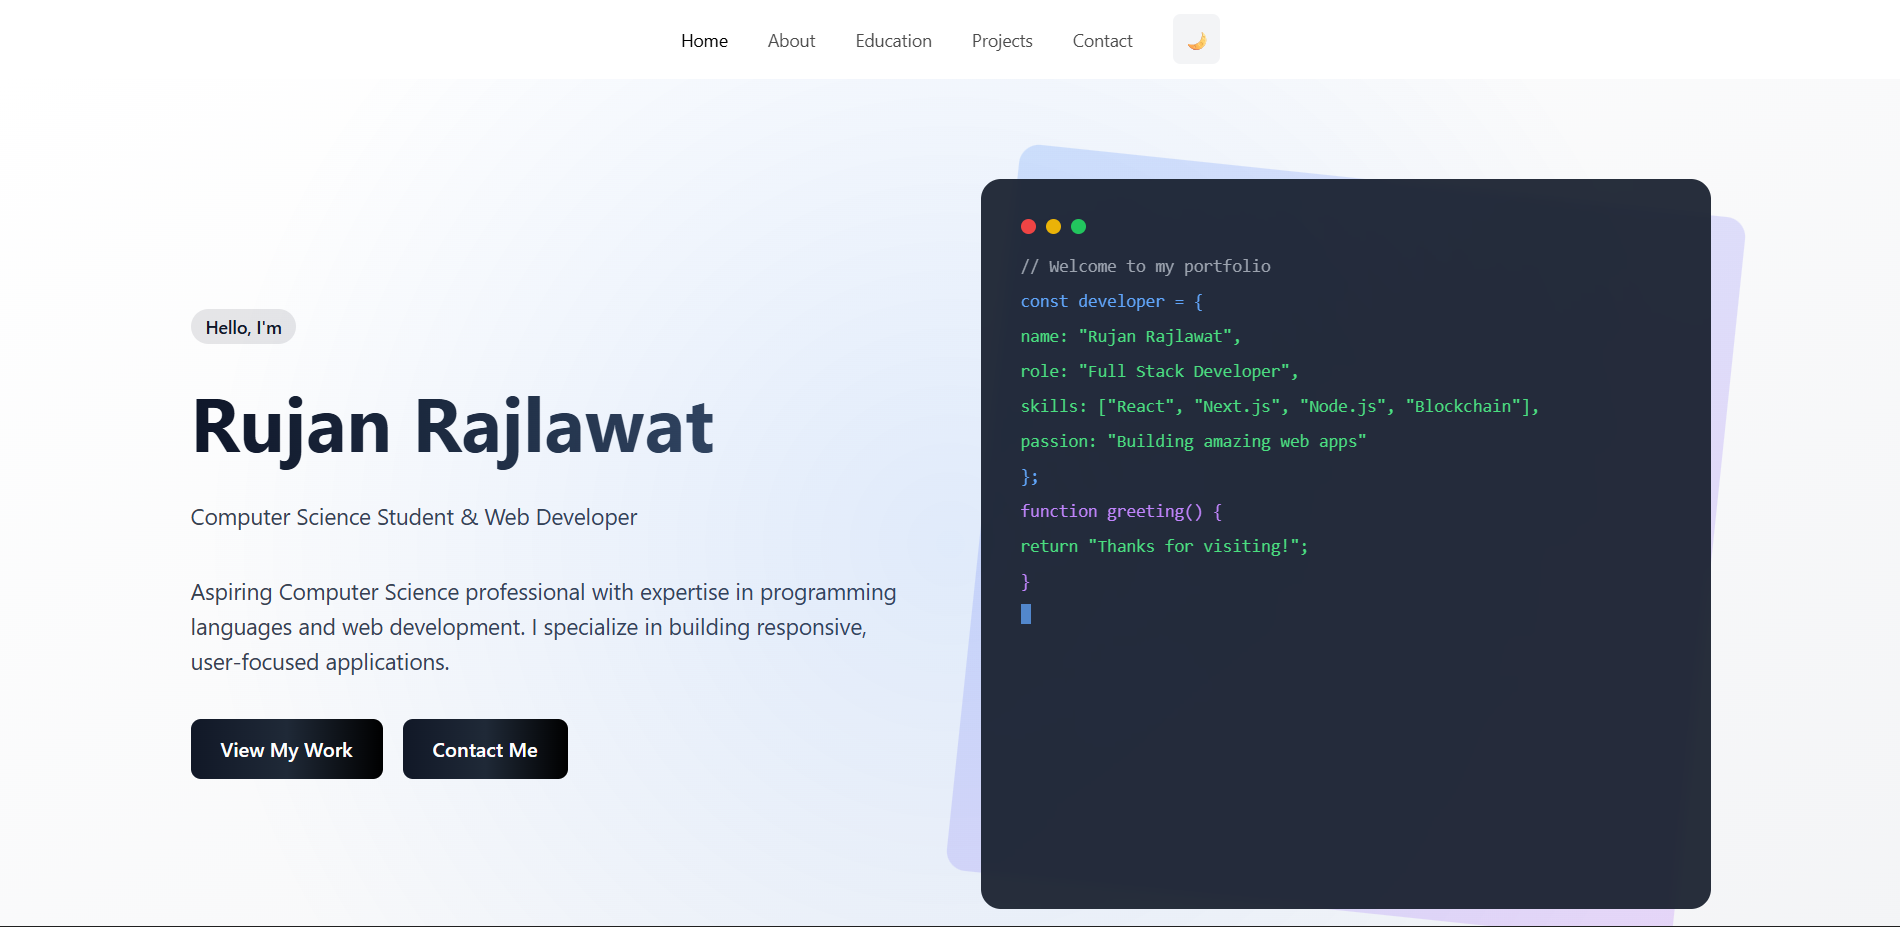 Home About Education Projects Contact
Hello, I'm
Rujan Rajlawat
Computer Science Student & Web Developer
Aspiring Computer Science professional with expertise in programming
languages and web development. I specialize in building responsive,
user-focused applications.
View My Work Contact Me
// Welcome to my portfolio
const developer = {
name: "Rujan Rajlawat",
role: "Full Stack Developer",
skills: ["React", "Next.js", "Node.js", "Blockchain"],
passion: "Building amazing web apps"
};
function greeting() {
return "Thanks for visiting!";
}